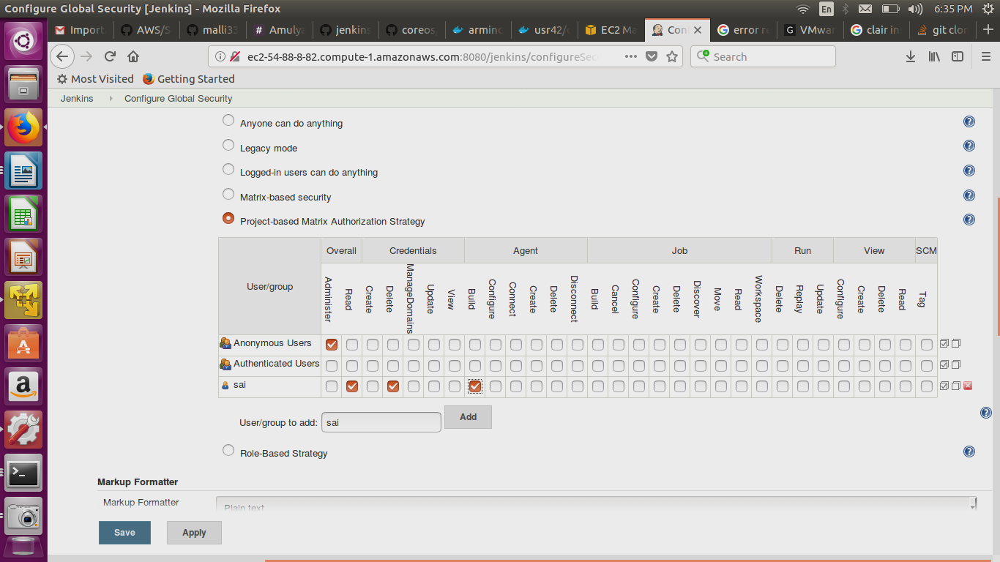 Configure Global Security [Jenkins] - Mozilla Firefox
En
6:35 PM
Import
AWS/S
malli33
# Amulya
jenkins
coreos
arminc
usr42/c
EC2 Ma
Con
error re
VMwar
clair in
git clor
ec2-54-88-8-82.compute-1.amazonaws.com:8080/jenkins/configureSec
Search
Most Visited
Getting Started
Jenkins
Configure Global Security
Anyone can do anything
Legacy mode
Logged-in users can do anything
Matrix-based security
Project-based Matrix Authorization Strategy
User/group
Overall Credentials Agent Job Run View SCM
Administer Read Create Delete ManageDomains Update View Build Configure Connect Create Delete Disconnect Build Cancel Configure Create Delete Discover Move Read Workspace Delete Replay Update Configure Create Delete Read Tag
Anonymous Users
Authenticated Users
sai
User/group to add: sai Add
Role-Based Strategy
Markup Formatter
Markup Formatter
Plain text
Save Apply